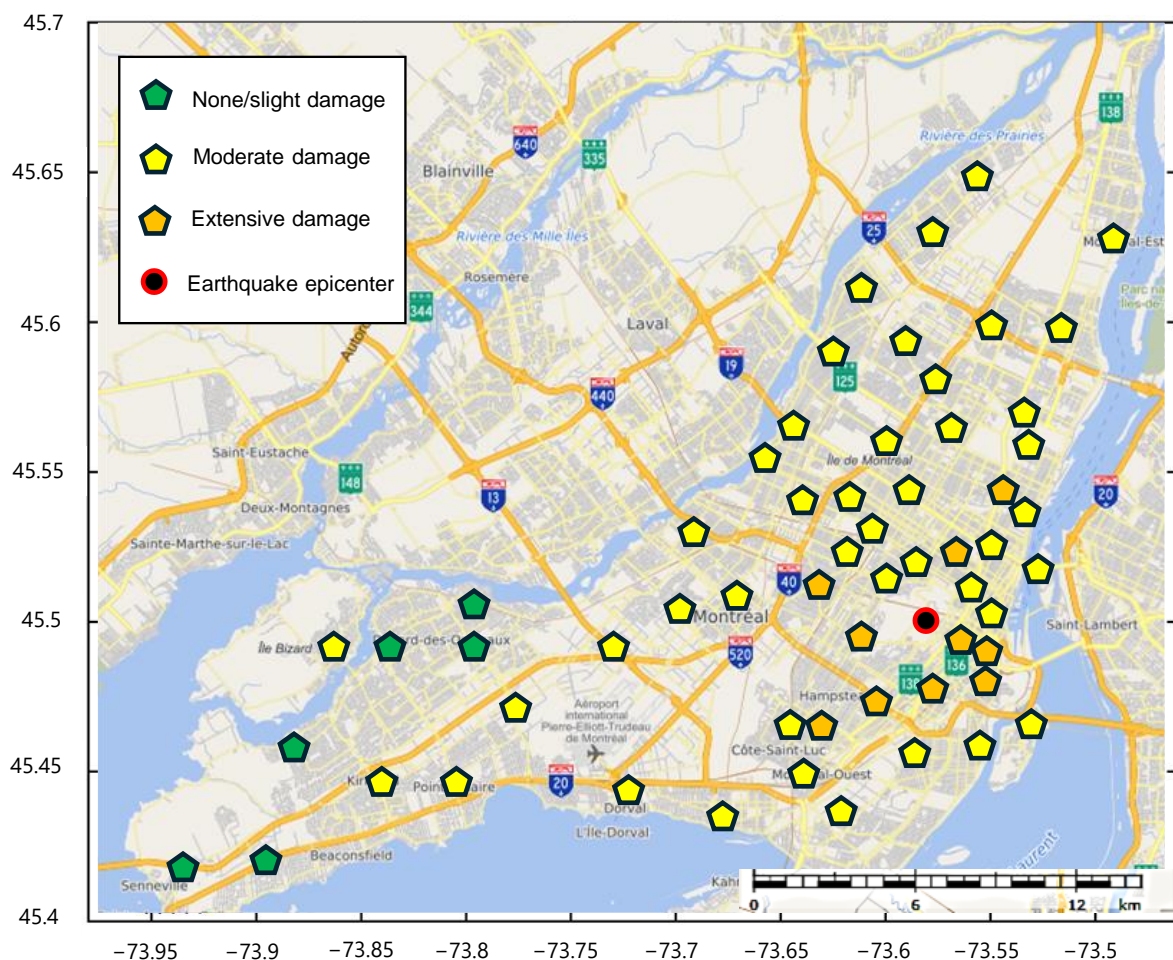 45.7
45.65
45.6
45.55
45.5
45.45
45.4
None/slight damage
Moderate damage
Extensive damage
Earthquake epicenter
138
Rivière des Prairies
640
335
Blainville
25
Rivière des Mille Iles
Rosemère
344
Laval
19
125
440
Saint-Eustache
148
Île de Montréal
13
20
Deux-Montagnes
Sainte-Marthe-sur-le-Lac
40
Montréal
Saint-Lambert
Île Bizard
520
136
Hampste
Aéroport
international
Pierre-Elliott-Trudeau
de Montréal
Côte-Saint-Luc
20
Dorval
L'Île-Dorval
Beaconsfield
Senneville
0 6 12 km
−73.95 −73.9 −73.85 −73.8 −73.75 −73.7 −73.65 −73.6 −73.55 −73.5